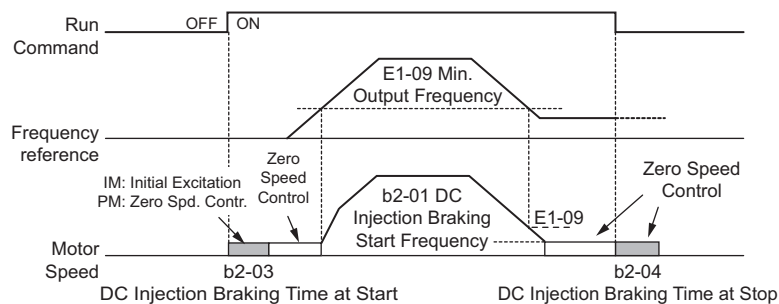 Run
Command
OFF
ON
E1-09 Min.
Output Frequency
Frequency
reference
IM: Initial Excitation
PM: Zero Spd. Contr.
Zero
Speed
Control
b2-01 DC
Injection Braking
Start Frequency
E1-09
Zero Speed
Control
Motor
Speed
b2-03
DC Injection Braking Time at Start
b2-04
DC Injection Braking Time at Stop